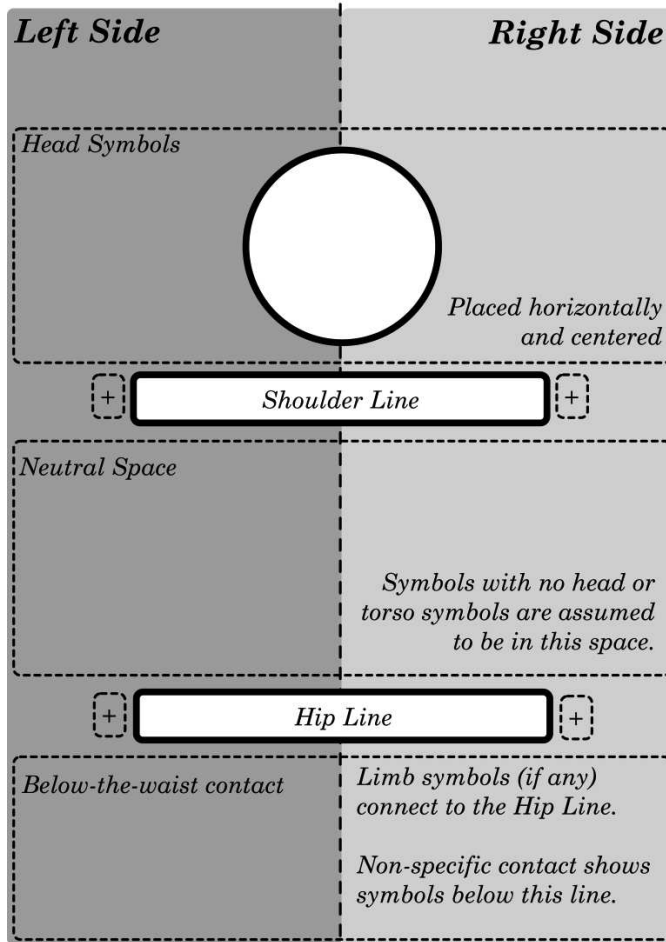 Left Side
Right Side
Head Symbols
Placed horizontally
and centered
+
Shoulder Line
+
Neutral Space
Symbols with no head or
torso symbols are assumed
to be in this space.
+
Hip Line
+
Below-the-waist contact
Limb symbols (if any)
connect to the Hip Line.
Non-specific contact shows
symbols below this line.